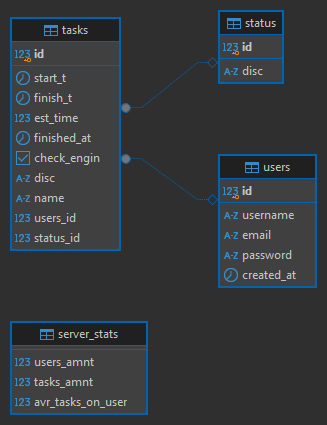 tasks
123 id
start_t
finish_t
123 est_time
finished_at
check_engin
A-Z disc
A-Z name
123 users_id
123 status_id
status
123 id
A-Z disc
users
123 id
A-Z username
A-Z email
A-Z password
created_at
server_stats
123 users_amnt
123 tasks_amnt
123 avr_tasks_on_user